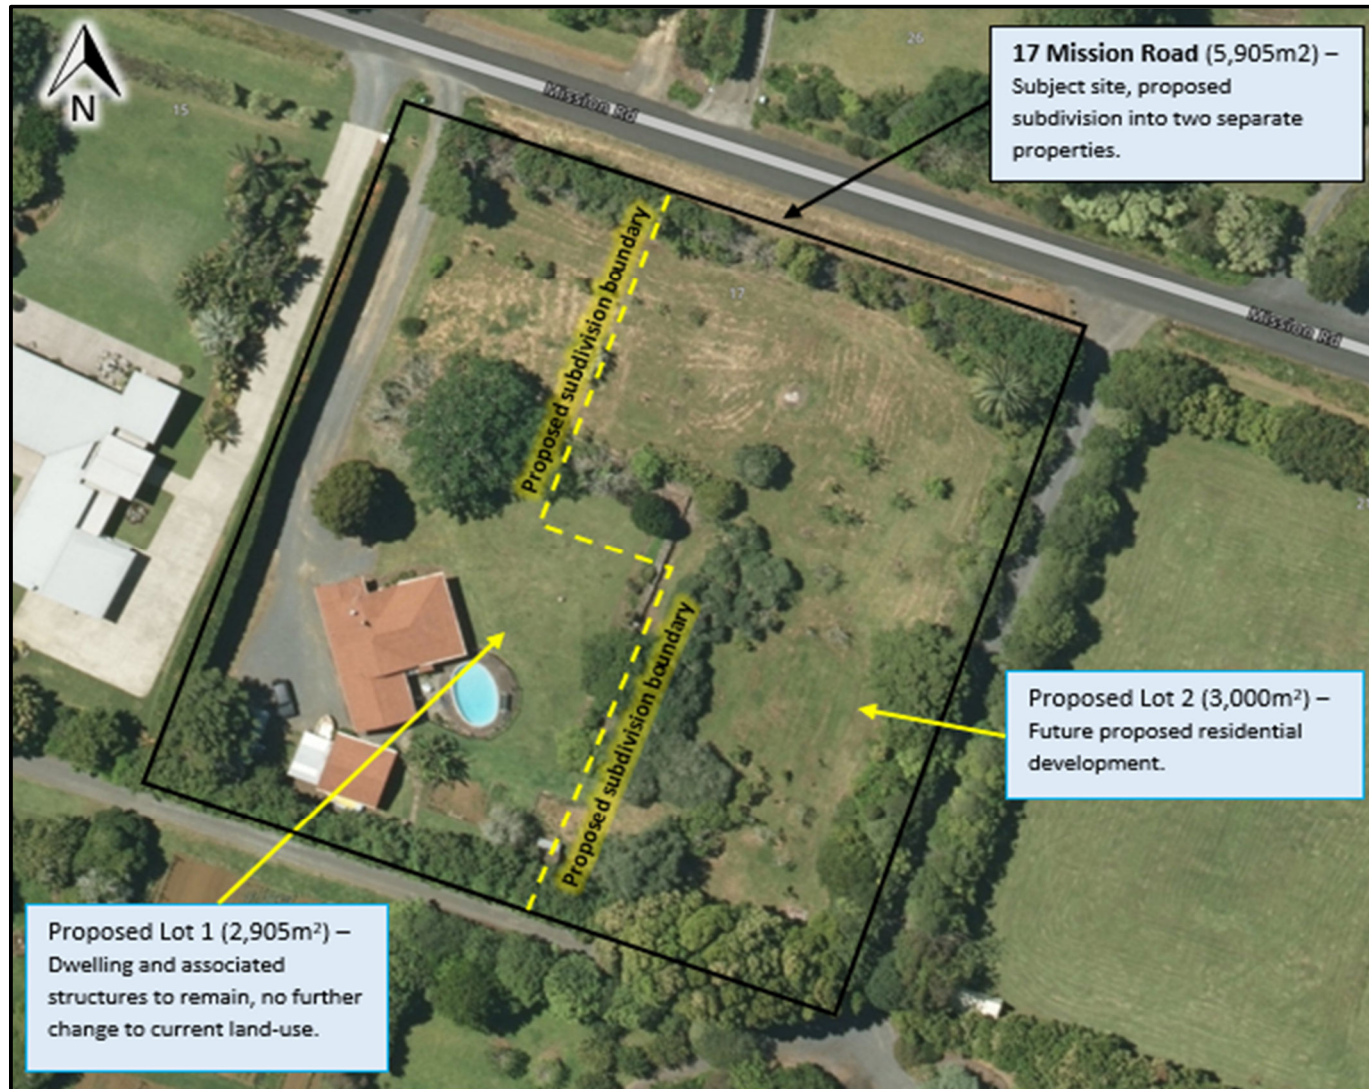 N
15
26
Mission Rd
17 Mission Road (5,905m2) –
Subject site, proposed
subdivision into two separate
properties.
Mission Rd
17
Proposed subdivision boundary
Proposed subdivision boundary
Proposed Lot 2 (3,000m²) –
Future proposed residential
development.
Proposed Lot 1 (2,905m²) –
Dwelling and associated
structures to remain, no further
change to current land-use.